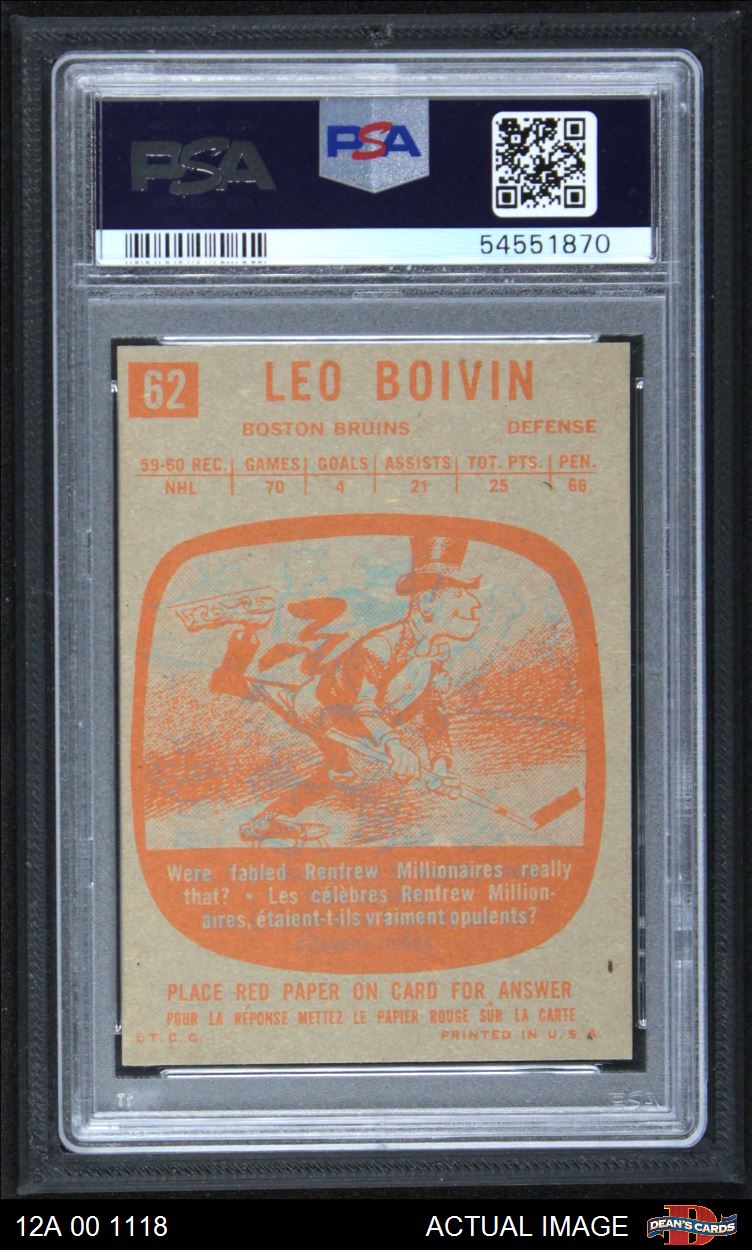 PSA
PSA
54551870
62
LEO BOIVIN
BOSTON BRUINS DEFENSE
59-60 REC. GAMES GOALS ASSISTS TOT. PTS. PEN.
NHL 70 4 21 25 66
Were fabled Renfrew Millionaires really
that? • Les célèbres Renfrew Million-
aires, étaient-t-ils vraiment opulents?
PLACE RED PAPER ON CARD FOR ANSWER
POUR LA RÉPONSE METTEZ LE PAPIER ROUGE SÛR LA CARTE
©T.C.G. PRINTED IN U.S.A.
PSA
12A 00 1118
ACTUAL IMAGE
DEAN'S CARDS